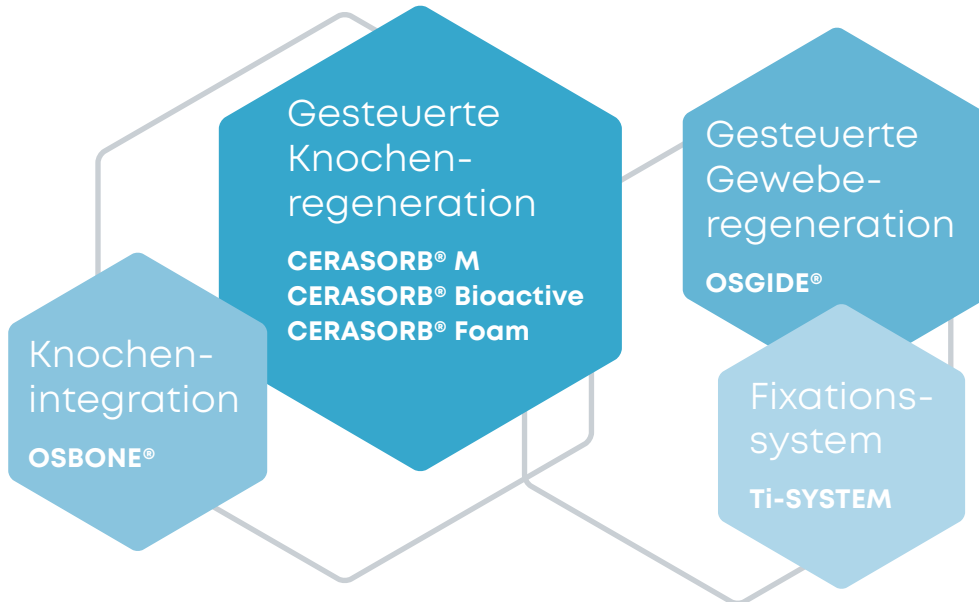 Gesteuerte
Knochen-
regeneration
CERASORB® M
CERASORB® Bioactive
CERASORB® Foam
Gesteuerte
Gewebe-
regeneration
OSGIDE®
Knochen-
integration
OSBONE®
Fixations-
system
Ti-SYSTEM